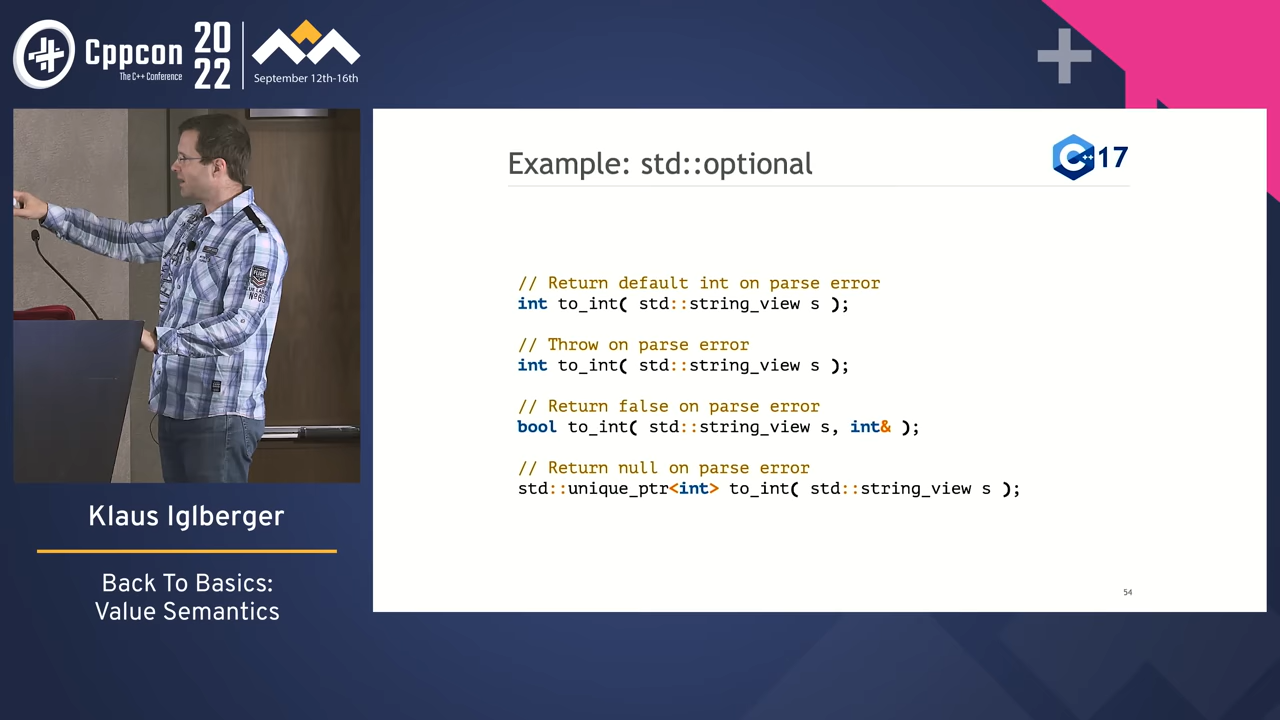 Cppcon
The C++ Conference
20
22
September 12th-16th
Example: std::optional
C++ 17
// Return default int on parse error
int to_int( std::string_view s );
// Throw on parse error
int to_int( std::string_view s );
// Return false on parse error
bool to_int( std::string_view s, int& );
// Return null on parse error
std::unique_ptr<int> to_int( std::string_view s );
54
Klaus Iglberger
Back To Basics:
Value Semantics